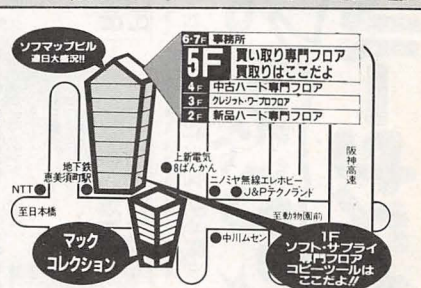 ソフマップビル
連日大盛況!!
6・7F 事務所
5F 買い取り専門フロア
買取りはここだよ
4F 中古ハード専門フロア
3F クレジット・ワープロフロア
2F 新品ハード専門フロア
地下鉄
恵美須町駅
NTT
至日本橋
上新電気
8ばんかん
ニノミヤ無線エレホビー
J&Pテクノランド
阪神高速
至動物園前
中川ムセン
マック
コレクション
1F
ソフト・サプライ
専門フロア
コピーツールは
ここだよ!!